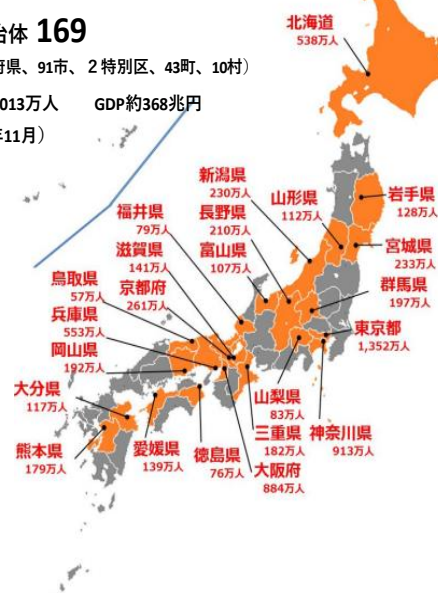 治体 169
府県、91市、２特別区、43町、10村）
013万人 GDP約368兆円
年11月）
北海道
538万人
新潟県
230万人
山形県
112万人
岩手県
128万人
福井県
79万人
長野県
210万人
宮城県
233万人
滋賀県
141万人
富山県
107万人
群馬県
197万人
鳥取県
57万人
京都府
261万人
兵庫県
553万人
東京都
1,352万人
岡山県
192万人
大分県
117万人
山梨県
83万人
熊本県
179万人
愛媛県
139万人
徳島県
76万人
三重県
182万人
神奈川県
913万人
大阪府
884万人